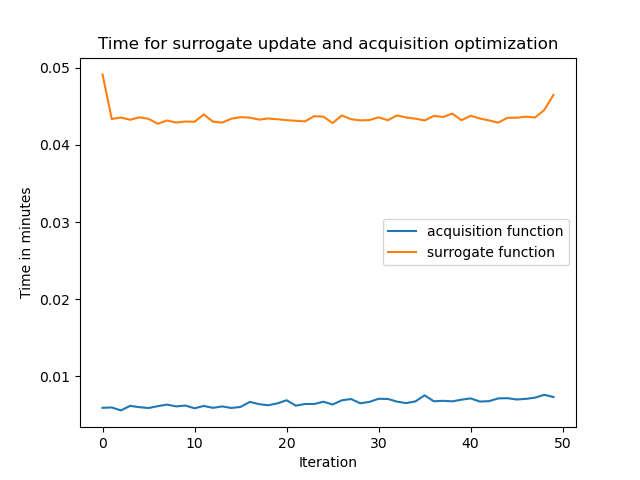 Time for surrogate update and acquisition optimization
0.05
0.04
0.03
0.02
0.01
Time in minutes
acquisition function
surrogate function
0
10
20
30
40
50
Iteration